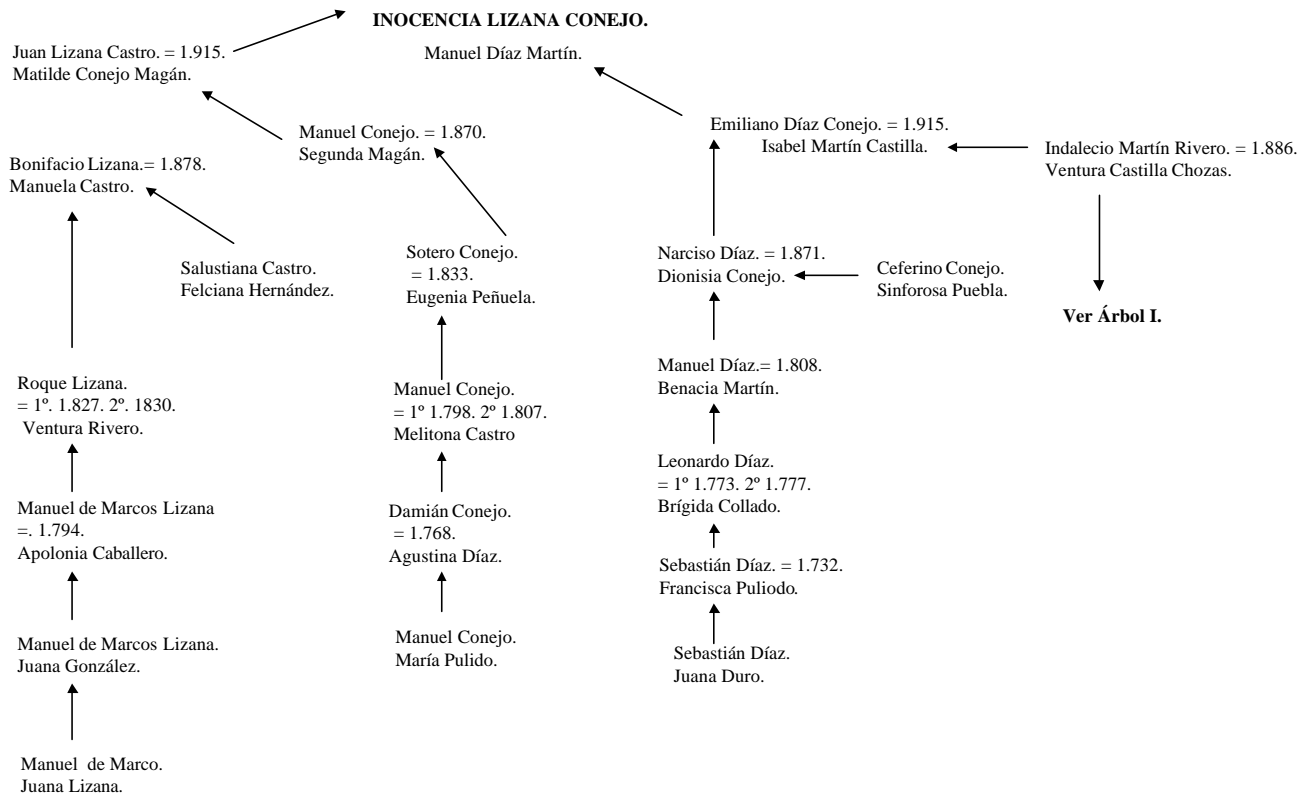 INOCENCIA LIZANA CONEJO.
Manuel Díaz Martín.
Juan Lizana Castro. = 1.915.
Matilde Conejo Magán.
Manuel Conejo. = 1.870.
Segunda Magán.
Emiliano Díaz Conejo. = 1.915.
Isabel Martín Castilla.
Indalecio Martín Rivero. = 1.886.
Ventura Castilla Chozas.
Bonifacio Lizana.= 1.878.
Manuela Castro.
Salustiana Castro.
Felciana Hernández.
Sotero Conejo.
= 1.833.
Eugenia Peñuela.
Narciso Díaz. = 1.871.
Dionisia Conejo.
Ceferino Conejo.
Sinforosa Puebla.
Ver Árbol I.
Roque Lizana.
= 1º. 1.827. 2º. 1830.
Ventura Rivero.
Manuel Conejo.
= 1º 1.798. 2º 1.807.
Melitona Castro
Manuel Díaz.= 1.808.
Benacia Martín.
Leonardo Díaz.
= 1º 1.773. 2º 1.777.
Brígida Collado.
Manuel de Marcos Lizana
=. 1.794.
Apolonia Caballero.
Damián Conejo.
= 1.768.
Agustina Díaz.
Sebastián Díaz. = 1.732.
Francisca Puliodo.
Manuel de Marcos Lizana.
Juana González.
Manuel Conejo.
María Pulido.
Sebastián Díaz.
Juana Duro.
Manuel de Marco.
Juana Lizana.